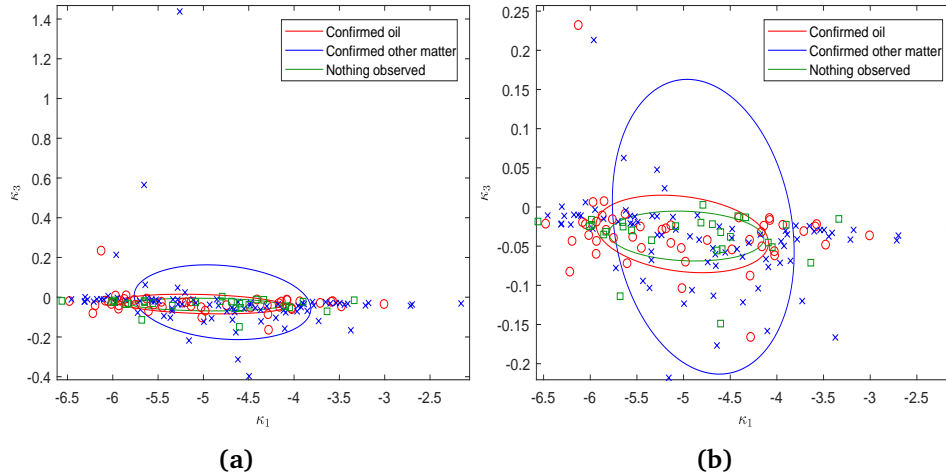 1.4
1.2
1
0.8
0.6
0.4
0.2
0
-0.2
-0.4
κ3
-6.5 -6 -5.5 -5 -4.5 -4 -3.5 -3 -2.5
κ1
Confirmed oil
Confirmed other matter
Nothing observed
(a)
0.25
0.2
0.15
0.1
0.05
0
-0.05
-0.1
-0.15
-0.2
κ3
-6.5 -6 -5.5 -5 -4.5 -4 -3.5 -3 -2.5
κ1
Confirmed oil
Confirmed other matter
Nothing observed
(b)